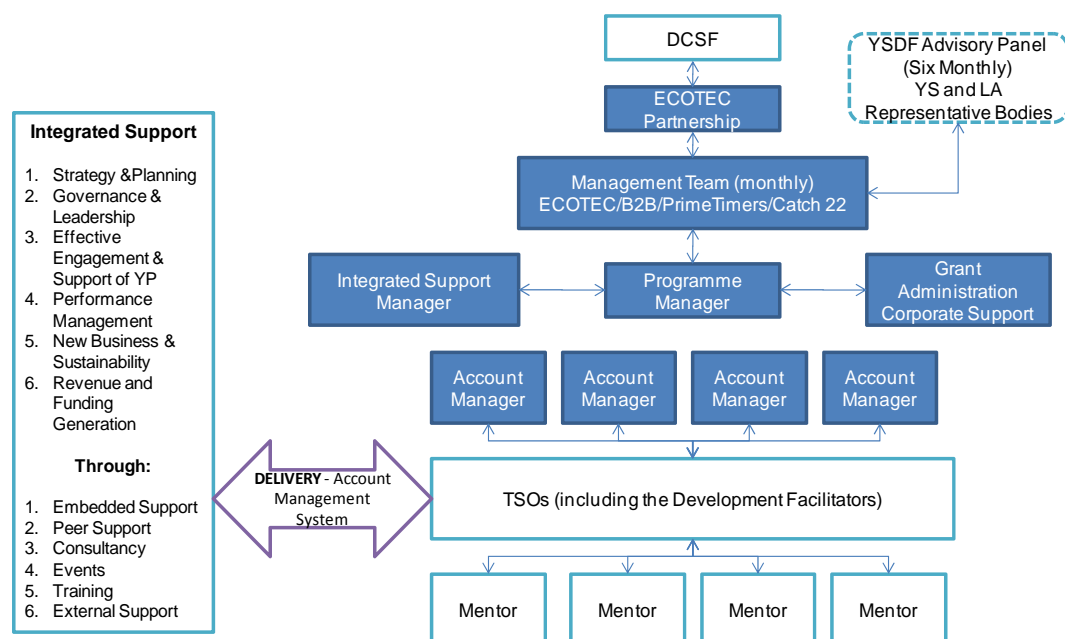 DCSF
YSDF Advisory Panel
(Six Monthly)
YS and LA
Representative Bodies
ECOTEC
Partnership
Management Team (monthly)
ECOTEC/B2B/PrimeTimers/Catch 22
Integrated Support
Manager
Programme
Manager
Grant
Administration
Corporate Support
Account
Manager
Account
Manager
Account
Manager
Account
Manager
Integrated Support
1. Strategy &Planning
2. Governance &
Leadership
3. Effective
Engagement &
Support of YP
4. Performance
Management
5. New Business &
Sustainability
6. Revenue and
Funding
Generation
Through:
1. Embedded Support
2. Peer Support
3. Consultancy
4. Events
5. Training
6. External Support
DELIVERY - Account
Management
System
TSOs (including the Development Facilitators)
Mentor
Mentor
Mentor
Mentor